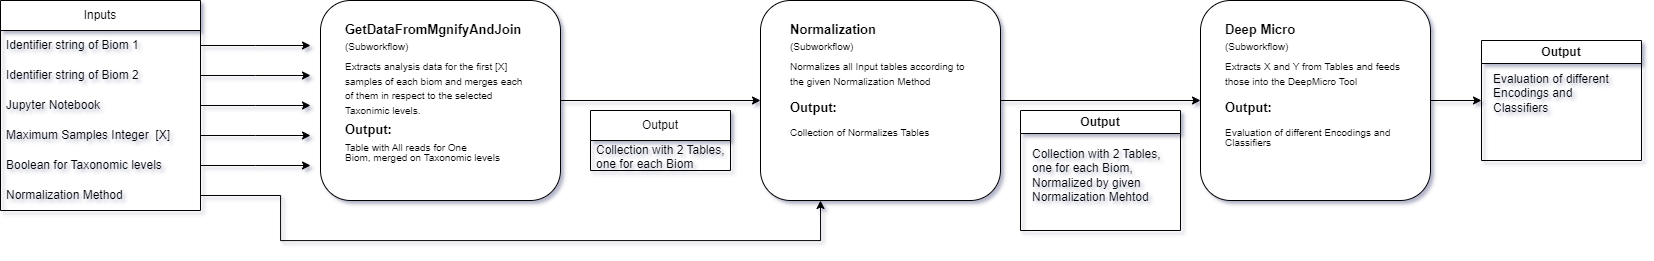 Inputs
Identifier string of Biom 1
Identifier string of Biom 2
Jupyter Notebook
Maximum Samples Integer [X]
Boolean for Taxonomic levels
Normalization Method
GetDataFromMgnifyAndJoin
(Subworkflow)
Extracts analysis data for the first [X]
samples of each biom and merges each
of them in respect to the selected
Taxonimic levels.
Output:
Table with All reads for One
Biom, merged on Taxonomic levels
Output
Collection with 2 Tables,
one for each Biom
Normalization
(Subworkflow)
Normalizes all Input tables according to
the given Normalization Method
Output:
Collection of Normalizes Tables
Output
Collection with 2 Tables,
one for each Biom,
Normalized by given
Normalization Mehtod
Deep Micro
(Subworkflow)
Extracts X and Y from Tables and feeds
those into the DeepMicro Tool
Output:
Evaluation of different Encodings and
Classifiers
Output
Evaluation of different
Encodings and
Classifiers